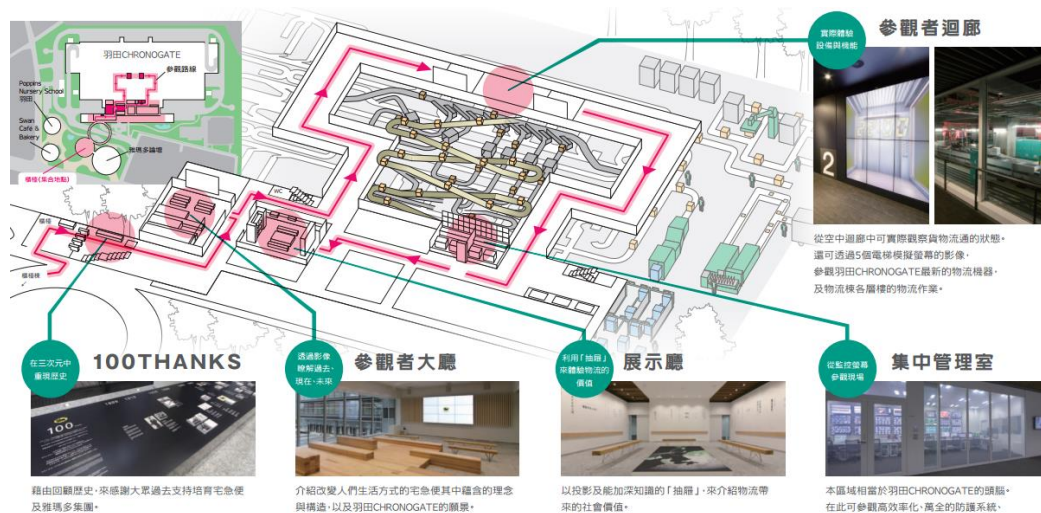 羽田CHRONOGATE
參觀路線
Poppins
Nursery School
羽田
Swan
Café &
Bakery
雅瑪多論壇
櫃檯(集合地點)
櫃檯
櫃檯棟
WC
實際體驗
設備與機能
參觀者迴廊
2
從空中迴廊中可實際觀察貨物流通的狀態。
還可透過5個電梯模擬螢幕的影像,
參觀羽田CHRONOGATE最新的物流機器,
及物流棟各層樓的物流作業。
在三次元中
重現歷史
100THANKS
100
藉由回顧歷史,來感謝大眾過去支持培育宅急便
及雅瑪多集團。
透過影像
瞭解過去、
現在、未來
參觀者大廳
介紹改變人們生活方式的宅急便其中蘊含的理念
與構造,以及羽田CHRONOGATE的願景。
利用「抽屜」
來體驗物流的
價值
展示廳
以投影及能加深知識的「抽屜」,來介紹物流帶
來的社會價值。
從監控螢幕
參觀現場
集中管理室
本區域相當於羽田CHRONOGATE的頭腦。
在此可參觀高效率化、萬全的防護系統、